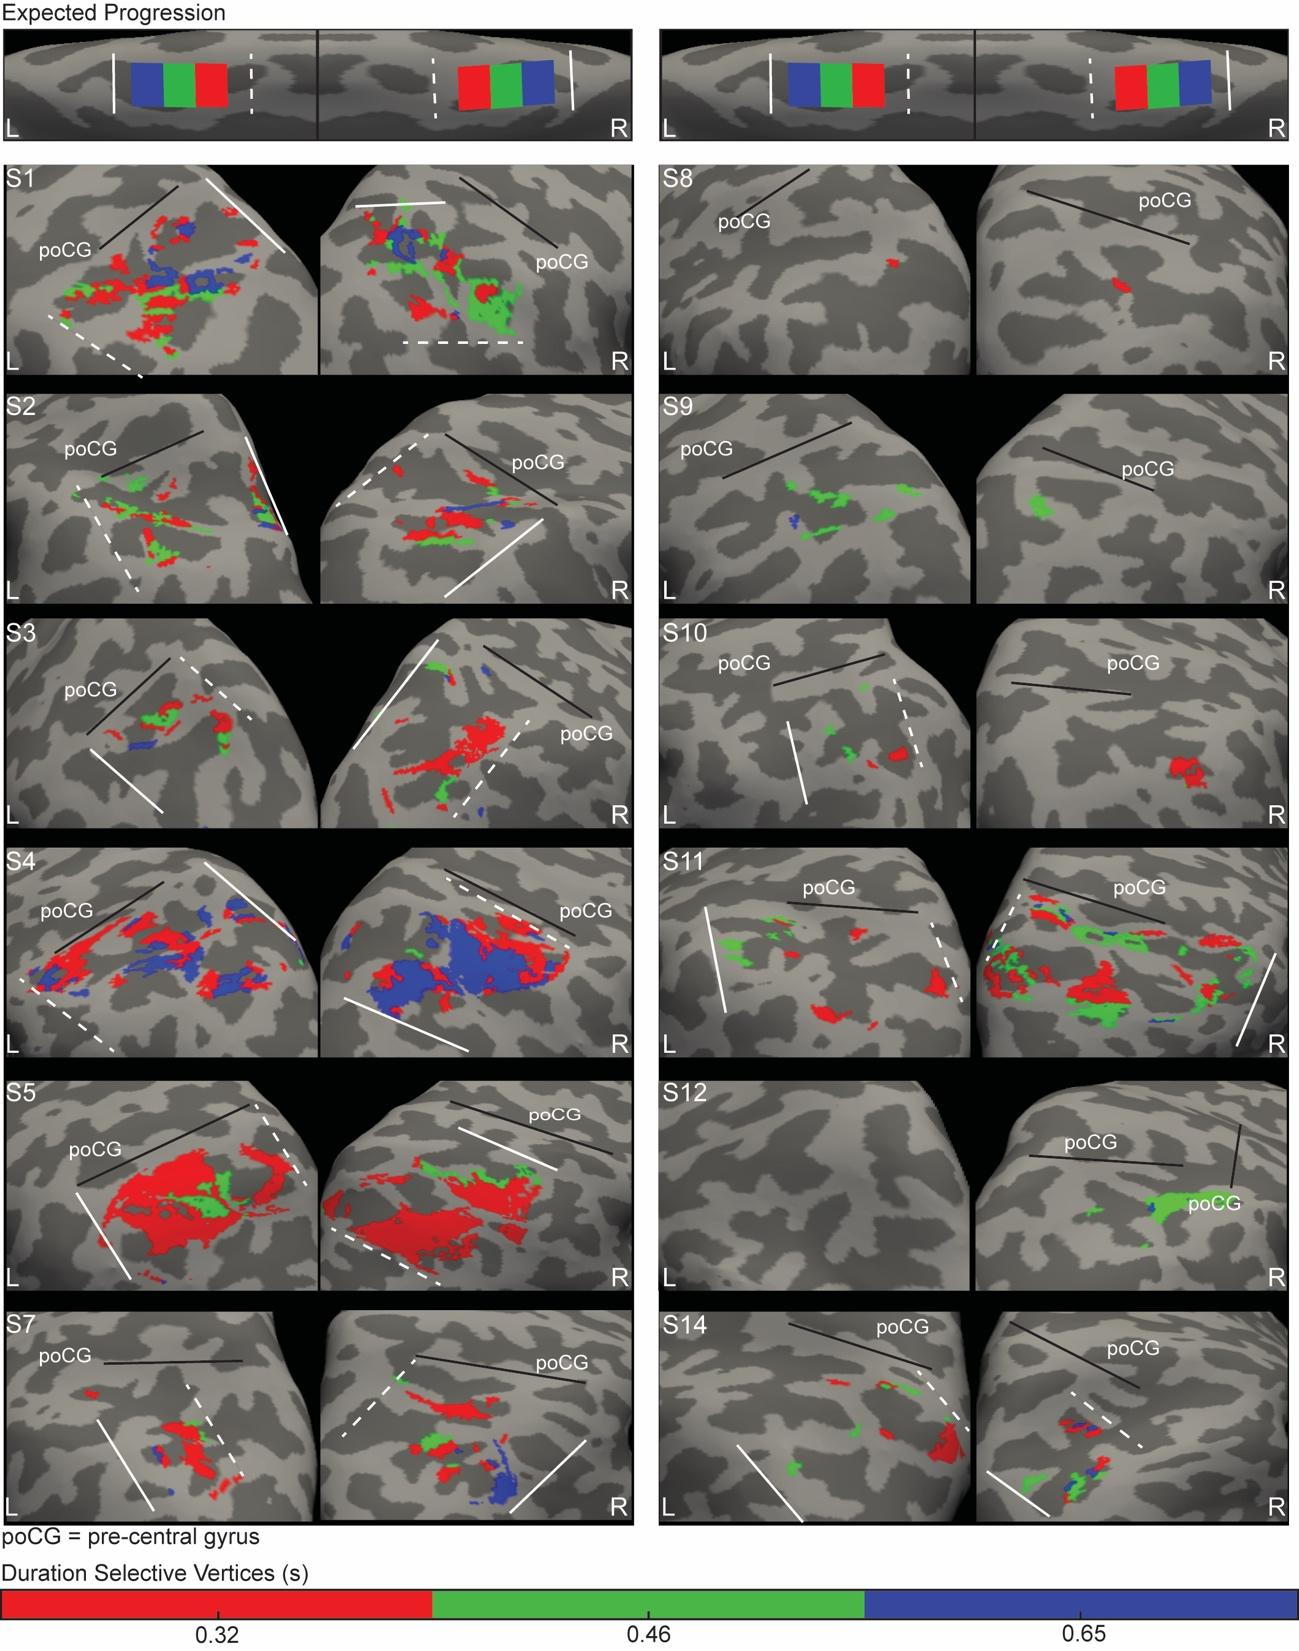 Expected Progression
L R
L R
S1
poCG
poCG
L R
S8
poCG
poCG
L R
S2
poCG
poCG
L R
S9
poCG
poCG
L R
S3
poCG
poCG
L R
S10
poCG
poCG
L R
S4
poCG
poCG
L R
S11
poCG
poCG
L R
S5
poCG
poCG
L R
S12
poCG
poCG
L R
S7
poCG
poCG
L R
S14
poCG
poCG
L R
poCG = pre-central gyrus
Duration Selective Vertices (s)
0.32 0.46 0.65